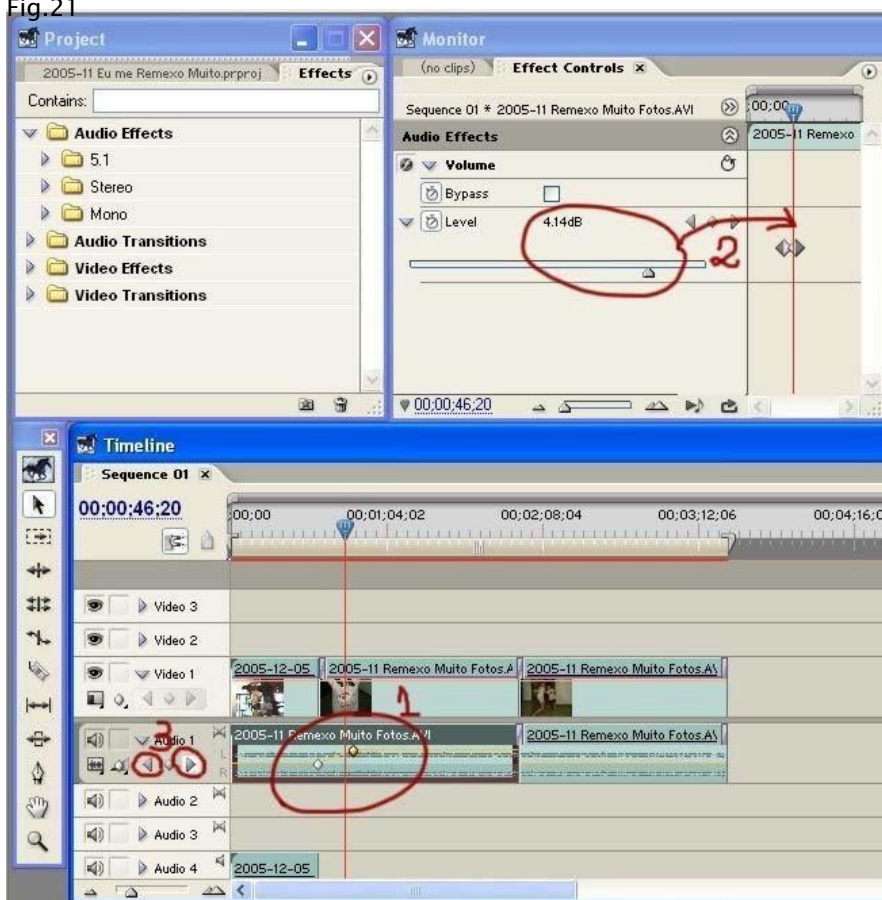 Fig.21
Project
2005-11 Eu me Remexo Muito.prproj Effects
Contains:
Audio Effects
5.1
Stereo
Mono
Audio Transitions
Video Effects
Video Transitions
Monitor
(no clips) Effect Controls x
Sequence 01 * 2005-11 Remexo Muito Fotos.AVI
;00;00
Audio Effects
2005-11 Remexo
Volume
Bypass
Level 4.14dB
2
00;00;46;20
Timeline
Sequence 01 x
00;00;46;20
;00;00 00;01;04;02 00;02;08;04 00;03;12;06 00;04;16;0
Video 3
Video 2
Video 1
2005-12-05 2005-11 Remexo Muito Fotos.A 2005-11 Remexo Muito Fotos.A\
1
3
Audio 1
2005-11 Remexo Muito Fotos.AVI 2005-11 Remexo Muito Fotos.A\
L
R
Audio 2
Audio 3
Audio 4
2005-12-05